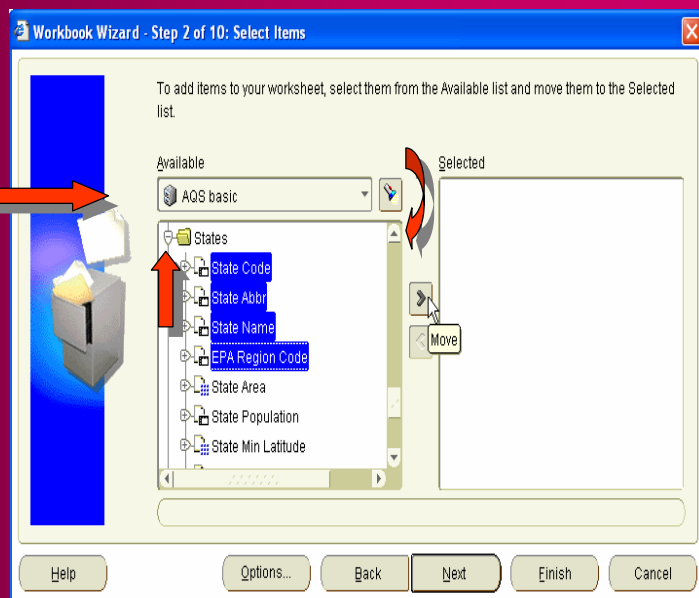 Workbook Wizard - Step 2 of 10: Select Items
To add items to your worksheet, select them from the Available list and move them to the Selected
list.
Available
Selected
AQS basic
States
State Code
State Abbr
State Name
EPA Region Code
State Area
State Population
State Min Latitude
Move
Help
Options...
Back
Next
Finish
Cancel